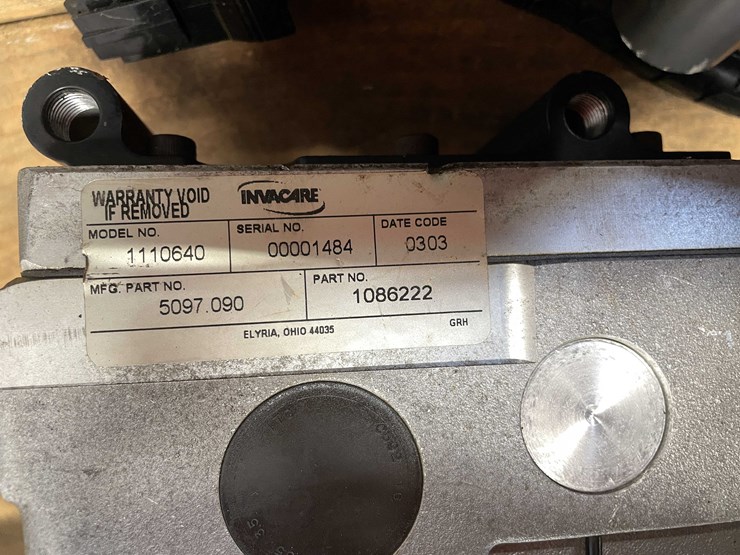 WARRANTY VOID
IF REMOVED
INVACARE
MODEL NO.
1110640
SERIAL NO.
00001484
DATE CODE
0303
MFG. PART NO.
5097.090
PART NO.
1086222
ELYRIA, OHIO 44035
GRH